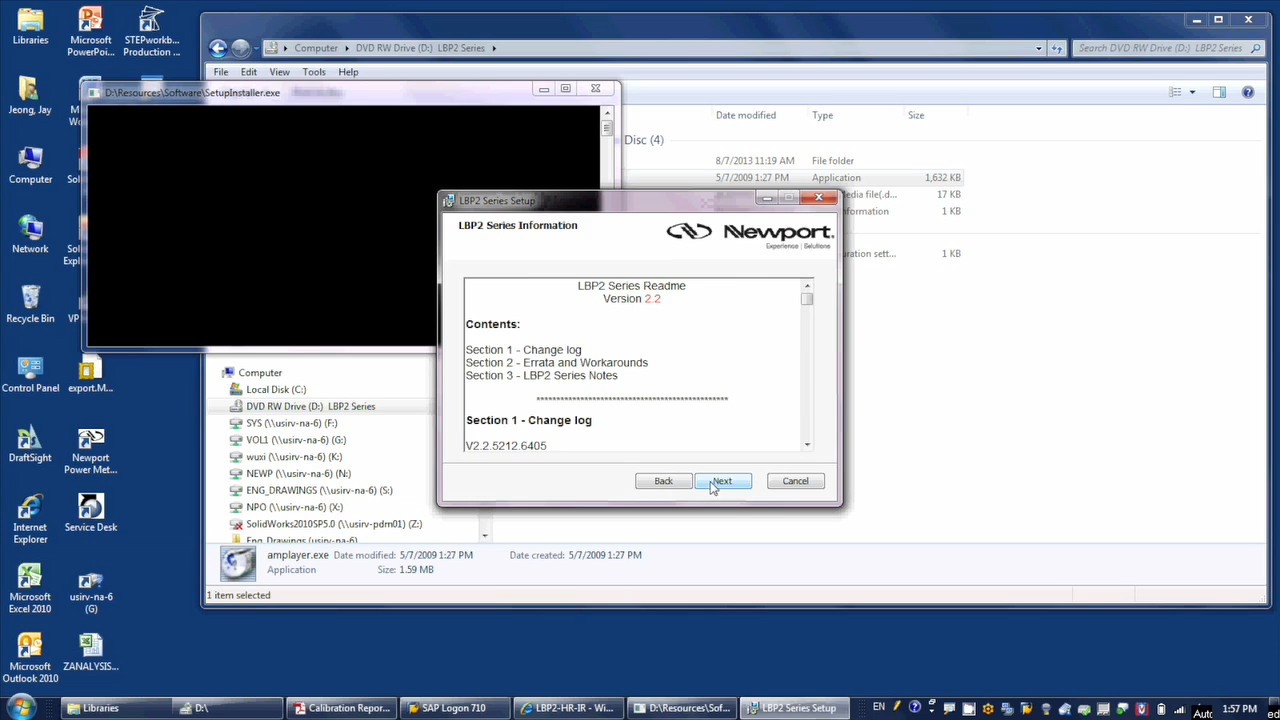 Libraries
Microsoft PowerPoi...
STEPworkb... Production ...
Jeong, Jay
Computer
Network
Recycle Bin
Control Panel
export.M...
DraftSight
Newport Power Met...
Internet Explorer
Service Desk
Microsoft Excel 2010
usirv-na-6 (G)
Microsoft Outlook 2010
ZANALYSIS...
Computer DVD RW Drive (D:) LBP2 Series
Search DVD RW Drive (D:) LBP2 Series
File Edit View Tools Help
D:\Resources\Software\SetupInstaller.exe
Date modified Type Size
Disc (4)
8/7/2013 11:19 AM File folder
5/7/2009 1:27 PM Application 1,632 KB
17 KB
1 KB
1 KB
LBP2 Series Setup
LBP2 Series Information
Newport.
Experience | Solutions
LBP2 Series Readme
Version 2.2
Contents:
Section 1 - Change log
Section 2 - Errata and Workarounds
Section 3 - LBP2 Series Notes
************************************************
Section 1 - Change log
V2.2.5212.6405
Back Next Cancel
Computer
Local Disk (C:)
DVD RW Drive (D:) LBP2 Series
SYS (\\usirv-na-6) (F:)
VOL1 (\\usirv-na-6) (G:)
wuxi (\\usirv-na-6) (K:)
NEWP (\\usirv-na-6) (N:)
ENG_DRAWINGS (\\usirv-na-6) (S:)
NPO (\\usirv-na-6) (X:)
SolidWorks2010SP5.0 (\\usirv-pdm01) (Z:)
amplayer.exe Date modified: 5/7/2009 1:27 PM Date created: 5/7/2009 1:27 PM
Application Size: 1.59 MB
1 item selected
Libraries D:\ Calibration Repor... SAP Logon 710 LBP2-HR-IR - Win... D:\Resources\Sof... LBP2 Series Setup EN 1:57 PM